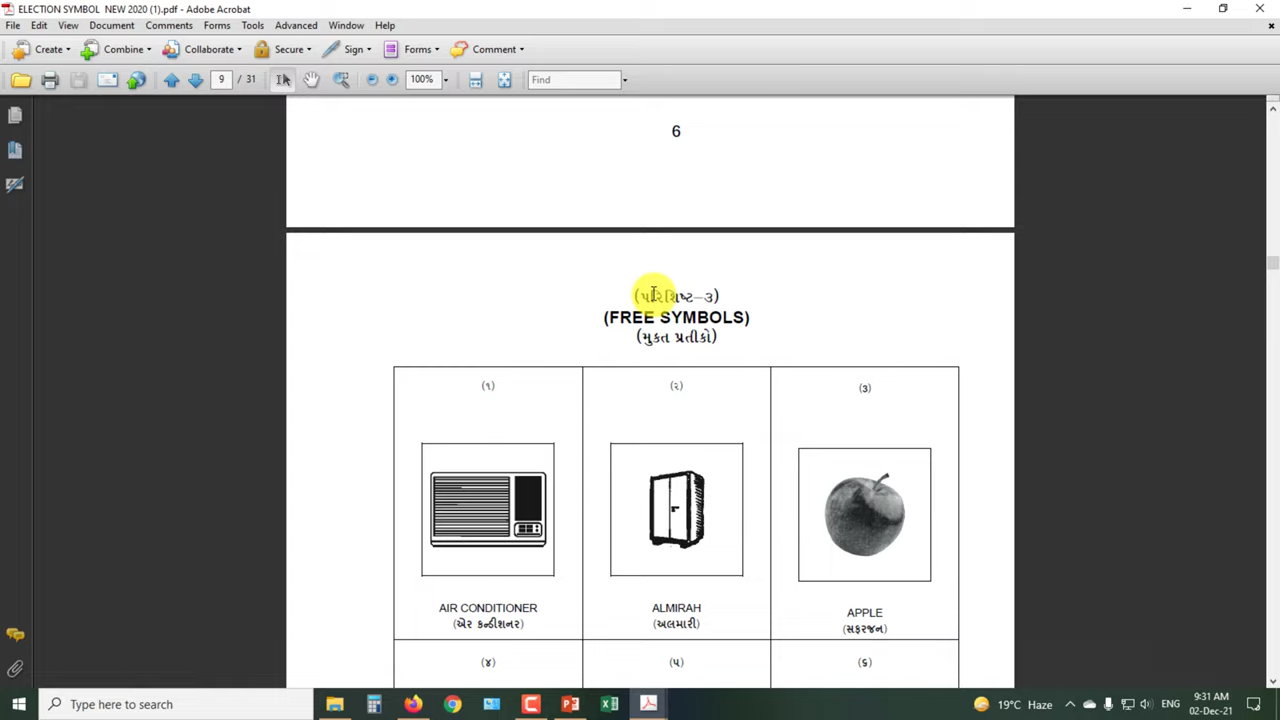 ELECTION SYMBOL NEW 2020 (1).pdf - Adobe Acrobat
File Edit View Document Comments Forms Tools Advanced Window Help
Create Combine Collaborate Secure Sign Forms Comment
9 / 31 100% Find
6
(પરિશિષ્ટ–૩)
(FREE SYMBOLS)
(મુકત પ્રતીકો)
(૧) (૨) (૩)
AIR CONDITIONER
(એર કન્ડીશનર)
ALMIRAH
(અલમારી)
APPLE
(સફરજન)
(૪) (૫) (૬)
Type here to search
19°C Haze
ENG
9:31 AM
02-Dec-21